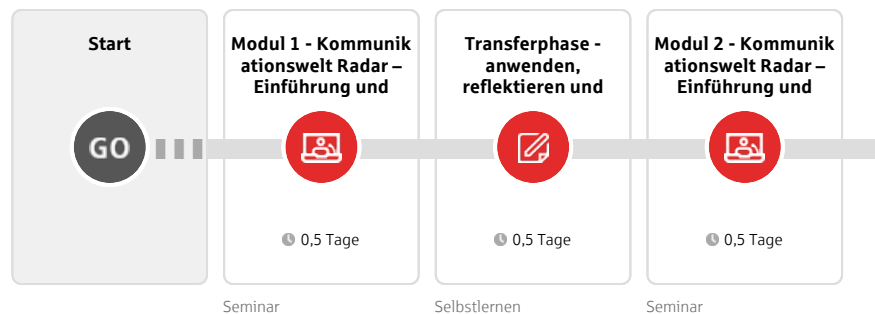 Start
GO
Modul 1 - Kommunik
ationswelt Radar –
Einführung und
0,5 Tage
Seminar
Transferphase -
anwenden,
reflektieren und
0,5 Tage
Selbstlernen
Modul 2 - Kommunik
ationswelt Radar –
Einführung und
0,5 Tage
Seminar